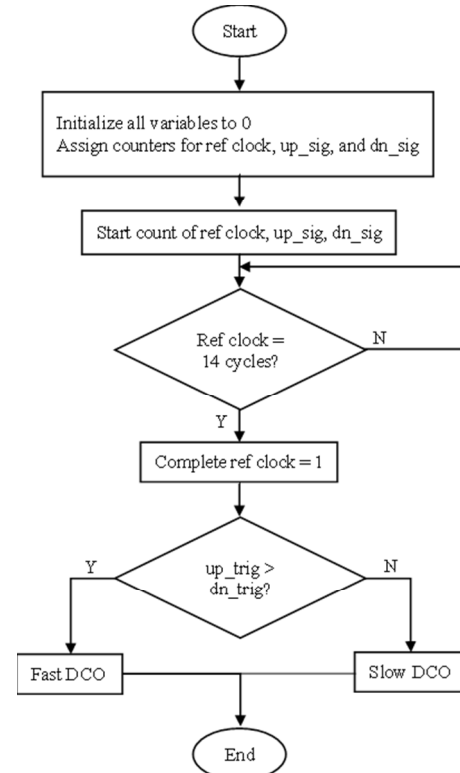 Start
Initialize all variables to 0
Assign counters for ref clock, up_sig, and dn_sig
Start count of ref clock, up_sig, dn_sig
Ref clock =
14 cycles?
N
Y
Complete ref clock = 1
up_trig >
dn_trig?
Y
N
Fast DCO
Slow DCO
End